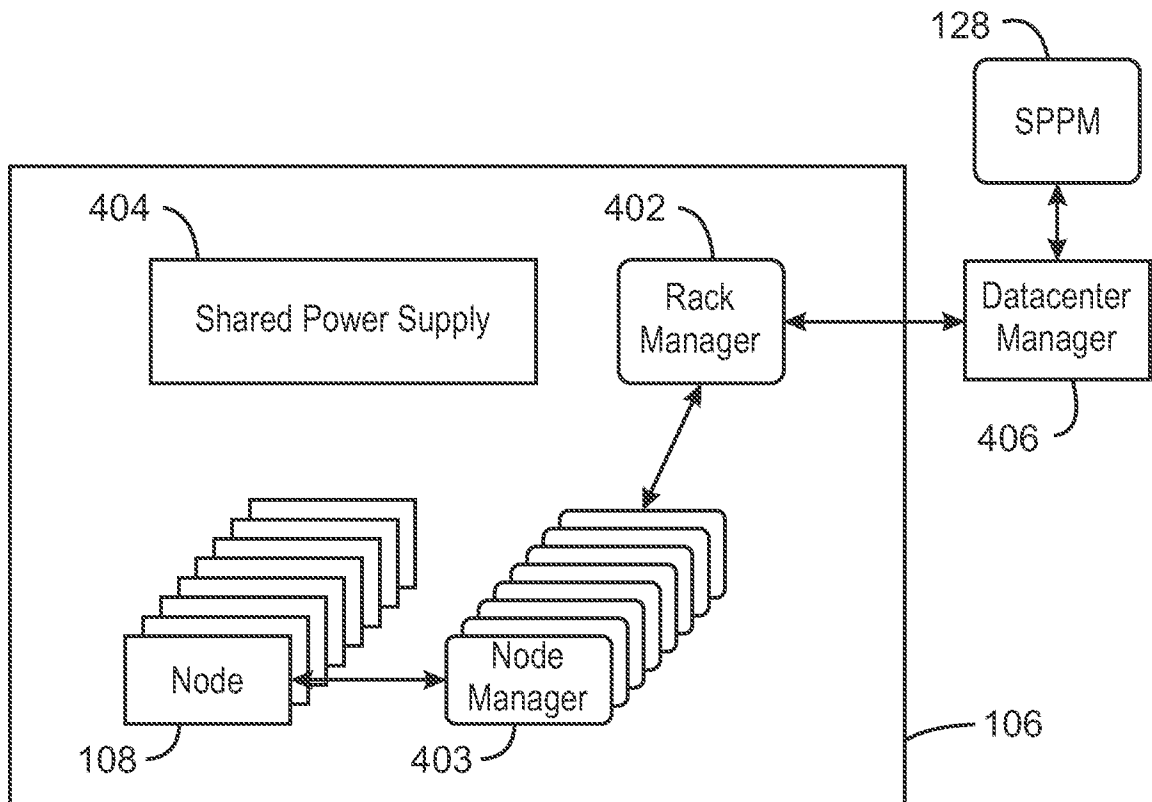 128
SPPM
404
402
Shared Power Supply
Rack
Manager
Datacenter
Manager
406
Node
Node
Manager
108
403
106